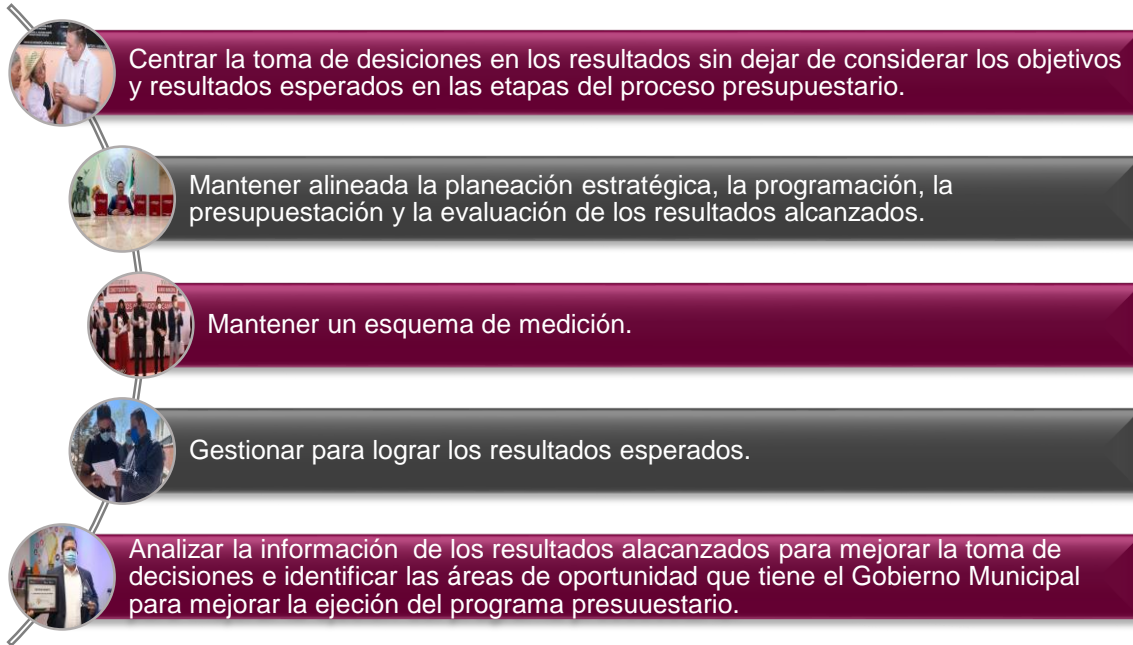 Centrar la toma de desiciones en los resultados sin dejar de considerar los objetivos
y resultados esperados en las etapas del proceso presupuestario.
Mantener alineada la planeación estratégica, la programación, la
presupuestación y la evaluación de los resultados alcanzados.
Mantener un esquema de medición.
Gestionar para lograr los resultados esperados.
Analizar la información  de los resultados alacanzados para mejorar la toma de
decisiones e identificar las áreas de oportunidad que tiene el Gobierno Municipal
para mejorar la ejeción del programa presuuestario.